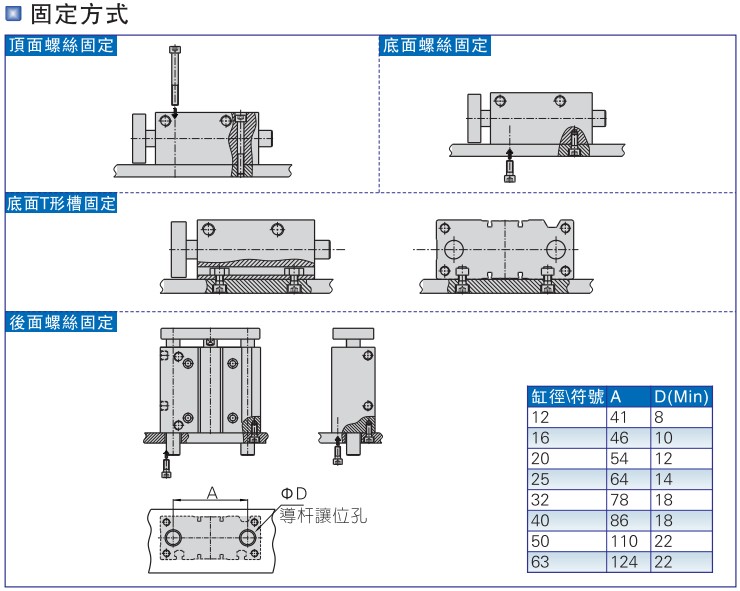 固定方式
頂面螺絲固定
底面螺絲固定
底面T形槽固定
後面螺絲固定
A
ΦD
導杆讓位孔
缸徑\符號 A D(Min)
12 41 8
16 46 10
20 54 12
25 64 14
32 78 18
40 86 18
50 110 22
63 124 22